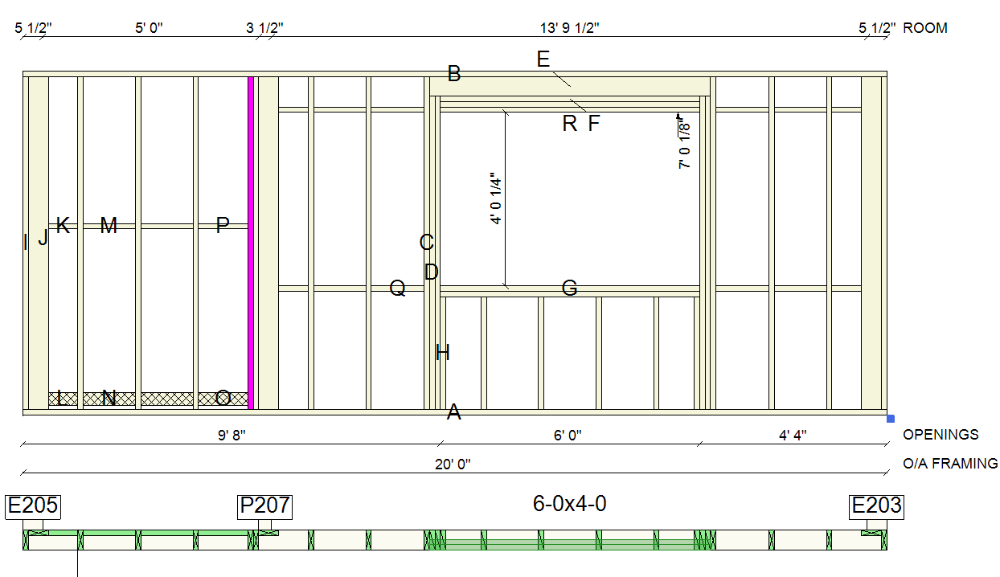 5 1/2" 5' 0" 3 1/2" 13' 9 1/2" 5 1/2" ROOM
E
B
R F
7' 0 1/8"
4' 0 1/4"
K M P
I J C
D
Q G
H
L N O
A
9' 8" 6' 0" 4' 4" OPENINGS
20' 0" O/A FRAMING
E205 P207 6-0x4-0 E203